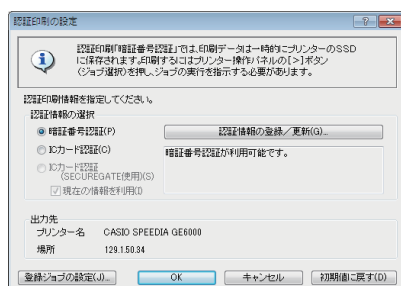 認証印刷の設定
認証印刷「暗証番号認証」では、印刷データは一時的にプリンターのSSD
に保存されます。印刷するにはプリンター操作パネルの[>]ボタン
(ジョブ選択)を押し、ジョブの実行を指示する必要があります。
認証印刷情報を指定してください。
認証情報の選択
暗証番号認証(P)
認証情報の登録／更新(G)...
ICカード認証(C)
暗証番号認証が利用可能です。
ICカード認証
(SECUREGATE使用)(S)
現在の情報を利用(I)
出力先
プリンター名 CASIO SPEEDIA GE6000
場所 129.1.50.34
登録ジョブの設定(J)...
OK
キャンセル
初期値に戻す(D)